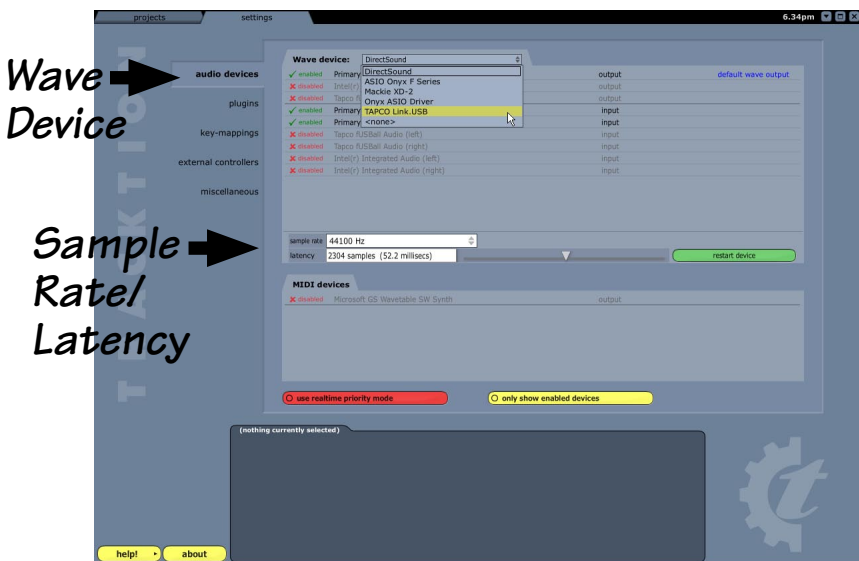 projects
settings
6.34pm
Wave
Device
Sample
Rate/
Latency
TRACKTION
audio devices
plugins
key-mappings
external controllers
miscellaneous
Wave device: DirectSound
DirectSound
ASIO Onyx F Series
Mackie XD-2
Onyx ASIO Driver
TAPCO Link.USB
<none>
enabled Primary output default wave output
disabled Intel(r) output
disabled Tapco output
enabled Primary input
enabled Primary input
disabled Tapco fUSBall Audio (left) input
disabled Tapco fUSBall Audio (right) input
disabled Intel(r) Integrated Audio (left) input
disabled Intel(r) Integrated Audio (right) input
sample rate 44100 Hz
latency 2304 samples (52.2 millisecs) restart device
MIDI devices
disabled Microsoft GS Wavetable SW Synth output
use realtime priority mode
only show enabled devices
(nothing currently selected)
t
help!
about